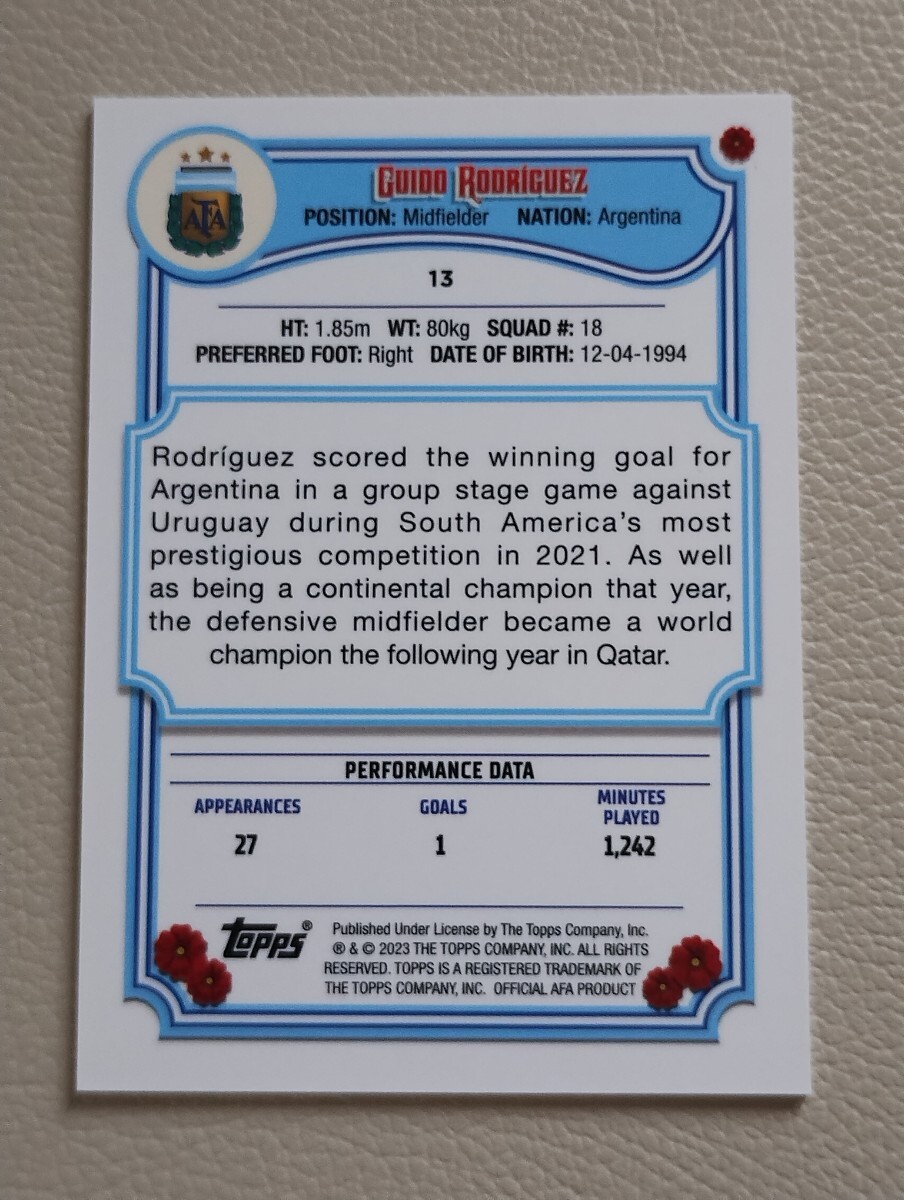 AFA
GUIDO RODRÍGUEZ
POSITION: Midfielder NATION: Argentina
13
HT: 1.85m WT: 80kg SQUAD #: 18
PREFERRED FOOT: Right DATE OF BIRTH: 12-04-1994
Rodríguez scored the winning goal for
Argentina in a group stage game against
Uruguay during South America's most
prestigious competition in 2021. As well
as being a continental champion that year,
the defensive midfielder became a world
champion the following year in Qatar.
PERFORMANCE DATA
APPEARANCES GOALS MINUTES PLAYED
27 1 1,242
topps®
Published Under License by The Topps Company, Inc.
® & © 2023 THE TOPPS COMPANY, INC. ALL RIGHTS
RESERVED. TOPPS IS A REGISTERED TRADEMARK OF
THE TOPPS COMPANY, INC. OFFICIAL AFA PRODUCT